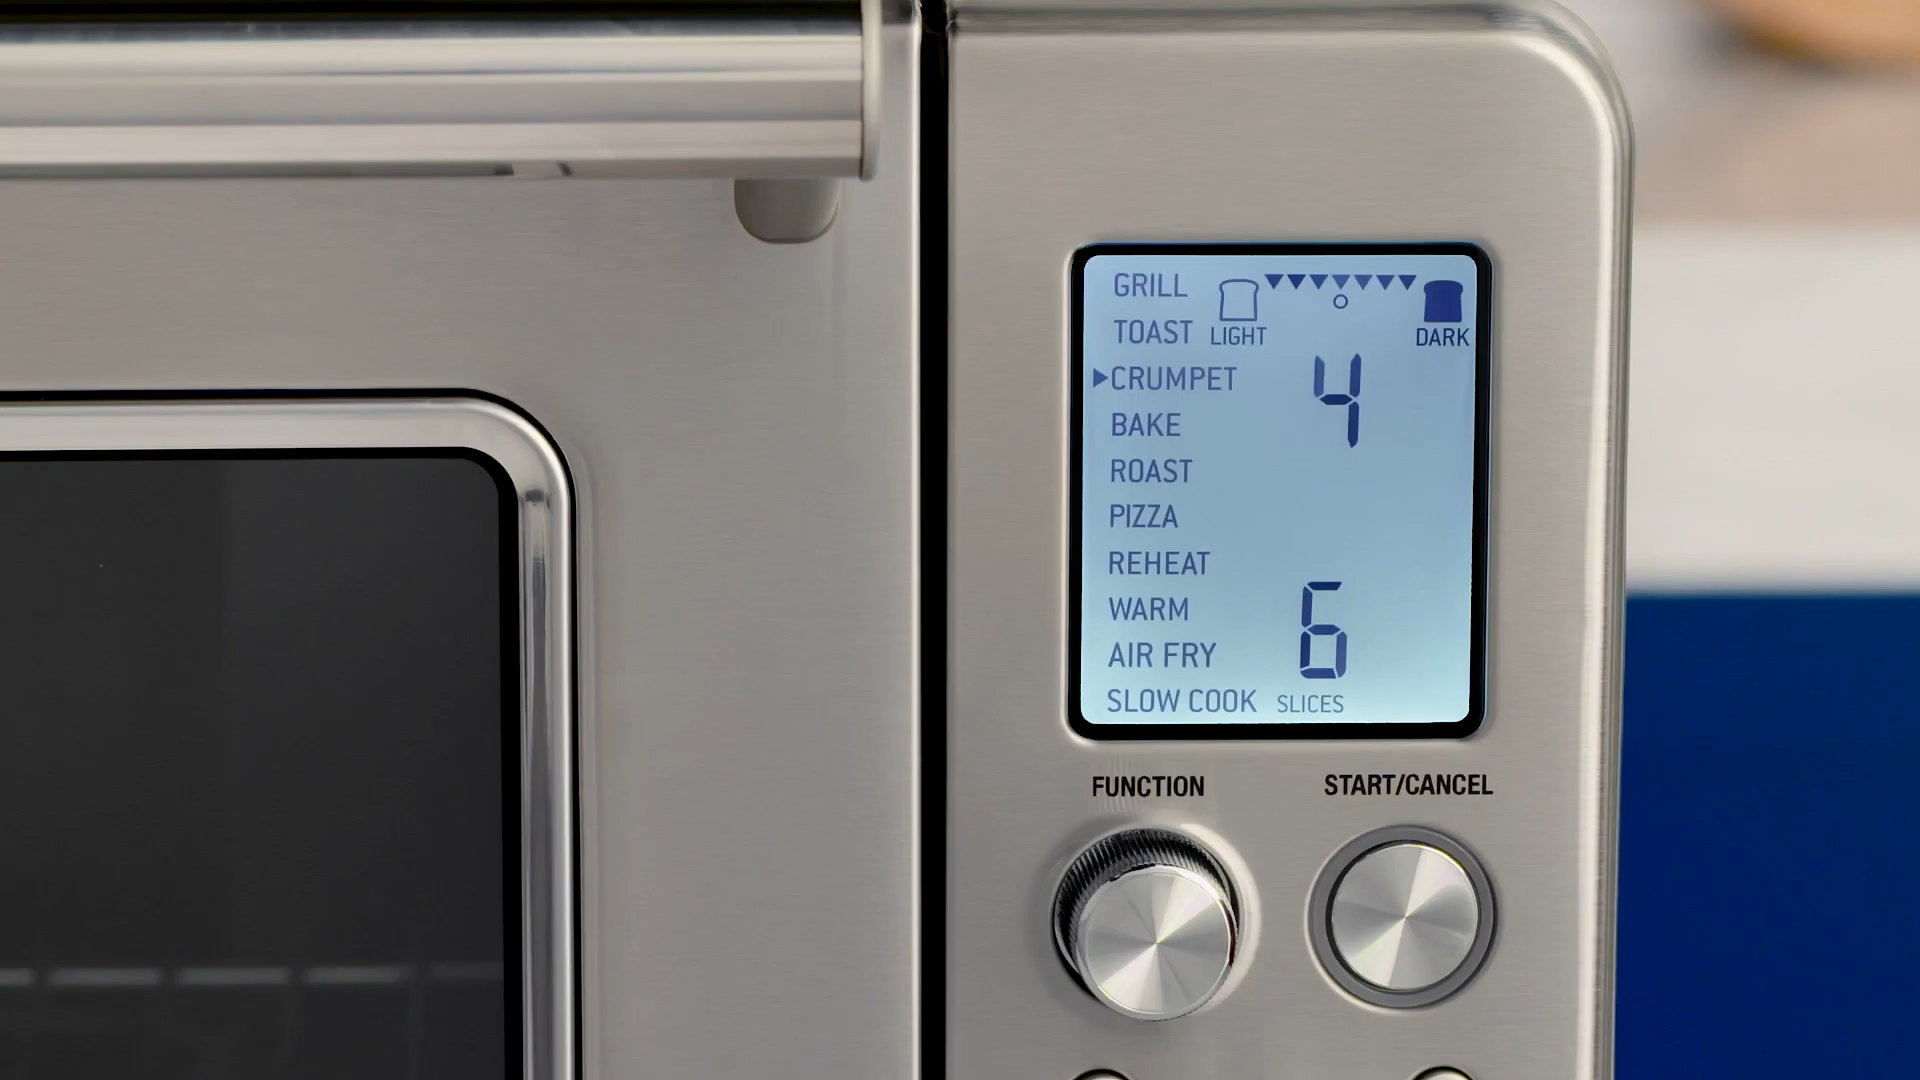 GRILL
TOAST LIGHT DARK
▶CRUMPET 4
BAKE
ROAST
PIZZA
REHEAT
WARM 6
AIR FRY
SLOW COOK SLICES
FUNCTION START/CANCEL